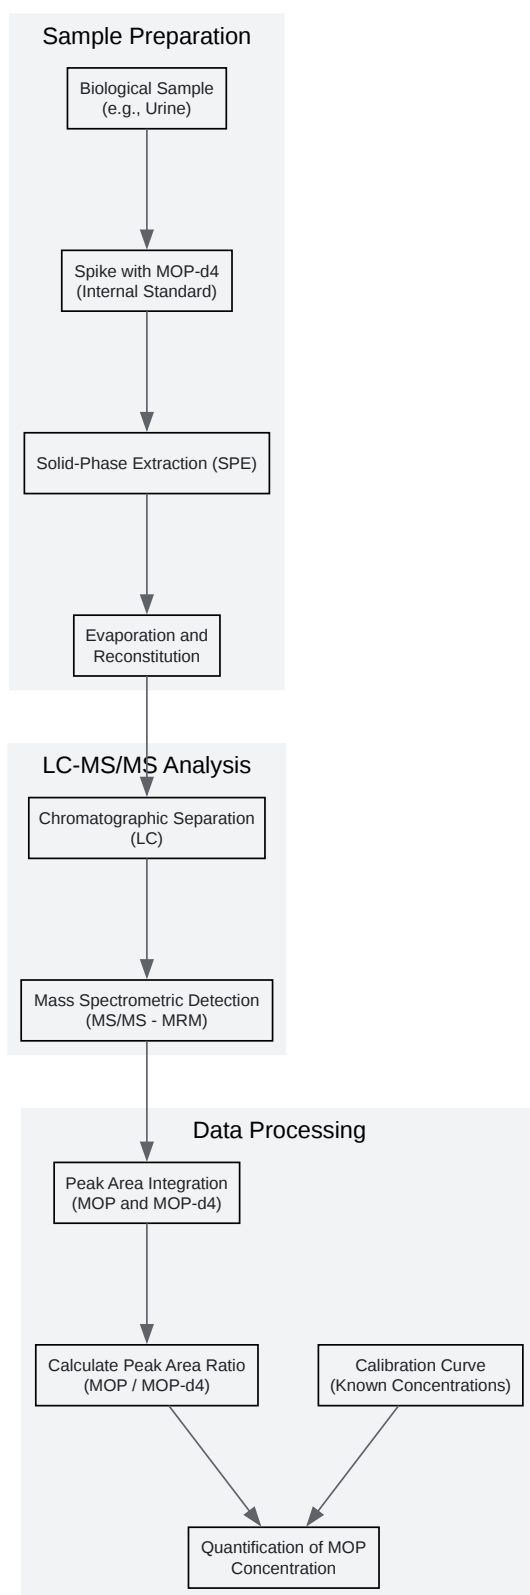 Sample Preparation
Biological Sample
(e.g., Urine)
Spike with MOP-d4
(Internal Standard)
Solid-Phase Extraction (SPE)
Evaporation and
Reconstitution
LC-MS/MS Analysis
Chromatographic Separation
(LC)
Mass Spectrometric Detection
(MS/MS - MRM)
Data Processing
Peak Area Integration
(MOP and MOP-d4)
Calculate Peak Area Ratio
(MOP / MOP-d4)
Calibration Curve
(Known Concentrations)
Quantification of MOP
Concentration